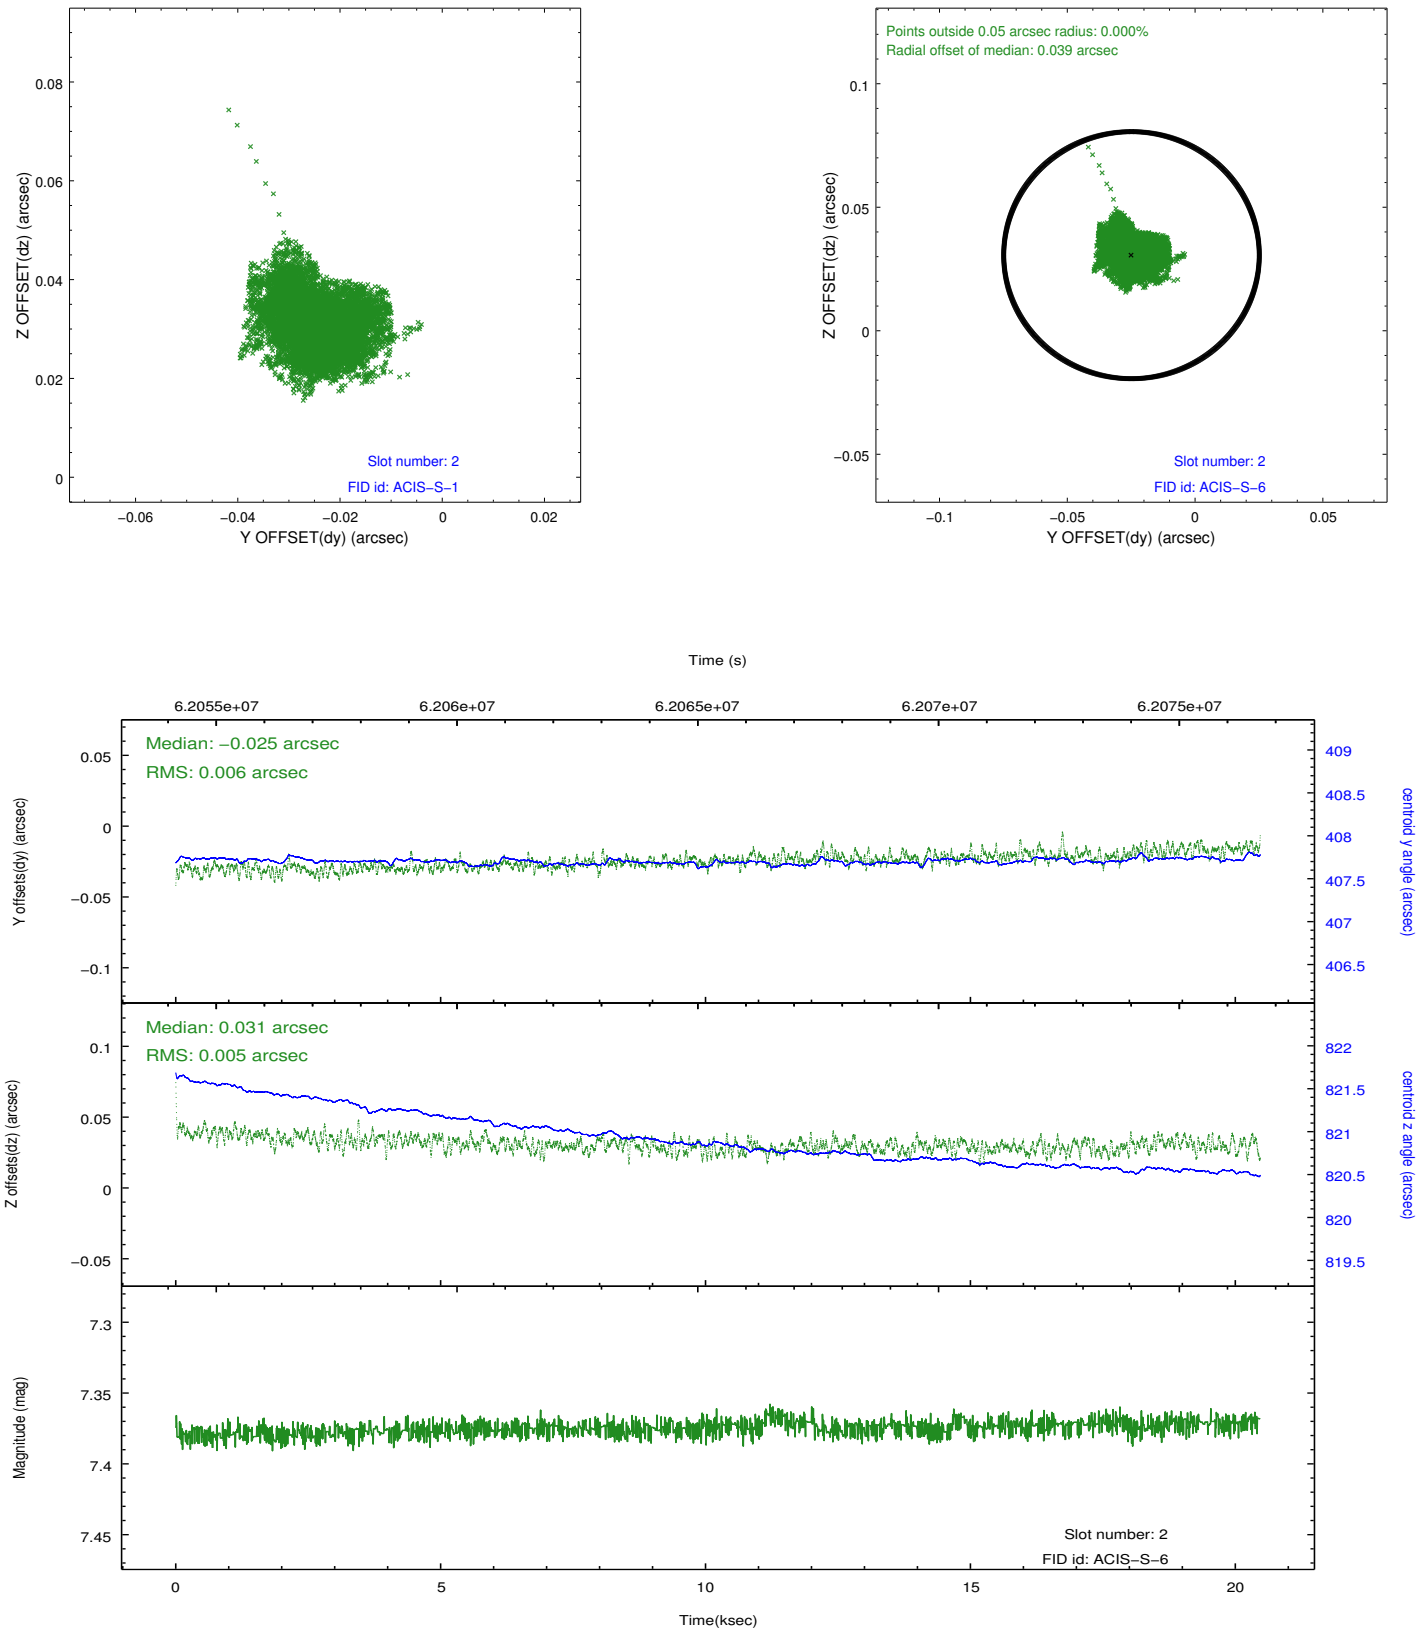 0.08
0.06
0.04
0.02
0
Z OFFSET(dz) (arcsec)
Slot number: 2
FID id: ACIS−S−1
−0.06
−0.04
−0.02
0
0.02
Y OFFSET(dy) (arcsec)
Points outside 0.05 arcsec radius: 0.000%
Radial offset of median: 0.039 arcsec
0.1
0.05
0
−0.05
Z OFFSET(dz) (arcsec)
Slot number: 2
FID id: ACIS−S−6
−0.1
−0.05
0
0.05
Y OFFSET(dy) (arcsec)
Time (s)
6.2055e+07
6.206e+07
6.2065e+07
6.207e+07
6.2075e+07
Median: −0.025 arcsec
RMS: 0.006 arcsec
0.05
0
−0.05
−0.1
Y offsets(dy) (arcsec)
409
408.5
408
407.5
407
406.5
centroid y angle (arcsec)
Median: 0.031 arcsec
RMS: 0.005 arcsec
0.1
0.05
0
−0.05
Z offsets(dz) (arcsec)
822
821.5
821
820.5
820
819.5
centroid z angle (arcsec)
7.3
7.35
7.4
7.45
Magnitude (mag)
Slot number: 2
FID id: ACIS−S−6
0
5
10
15
20
Time(ksec)